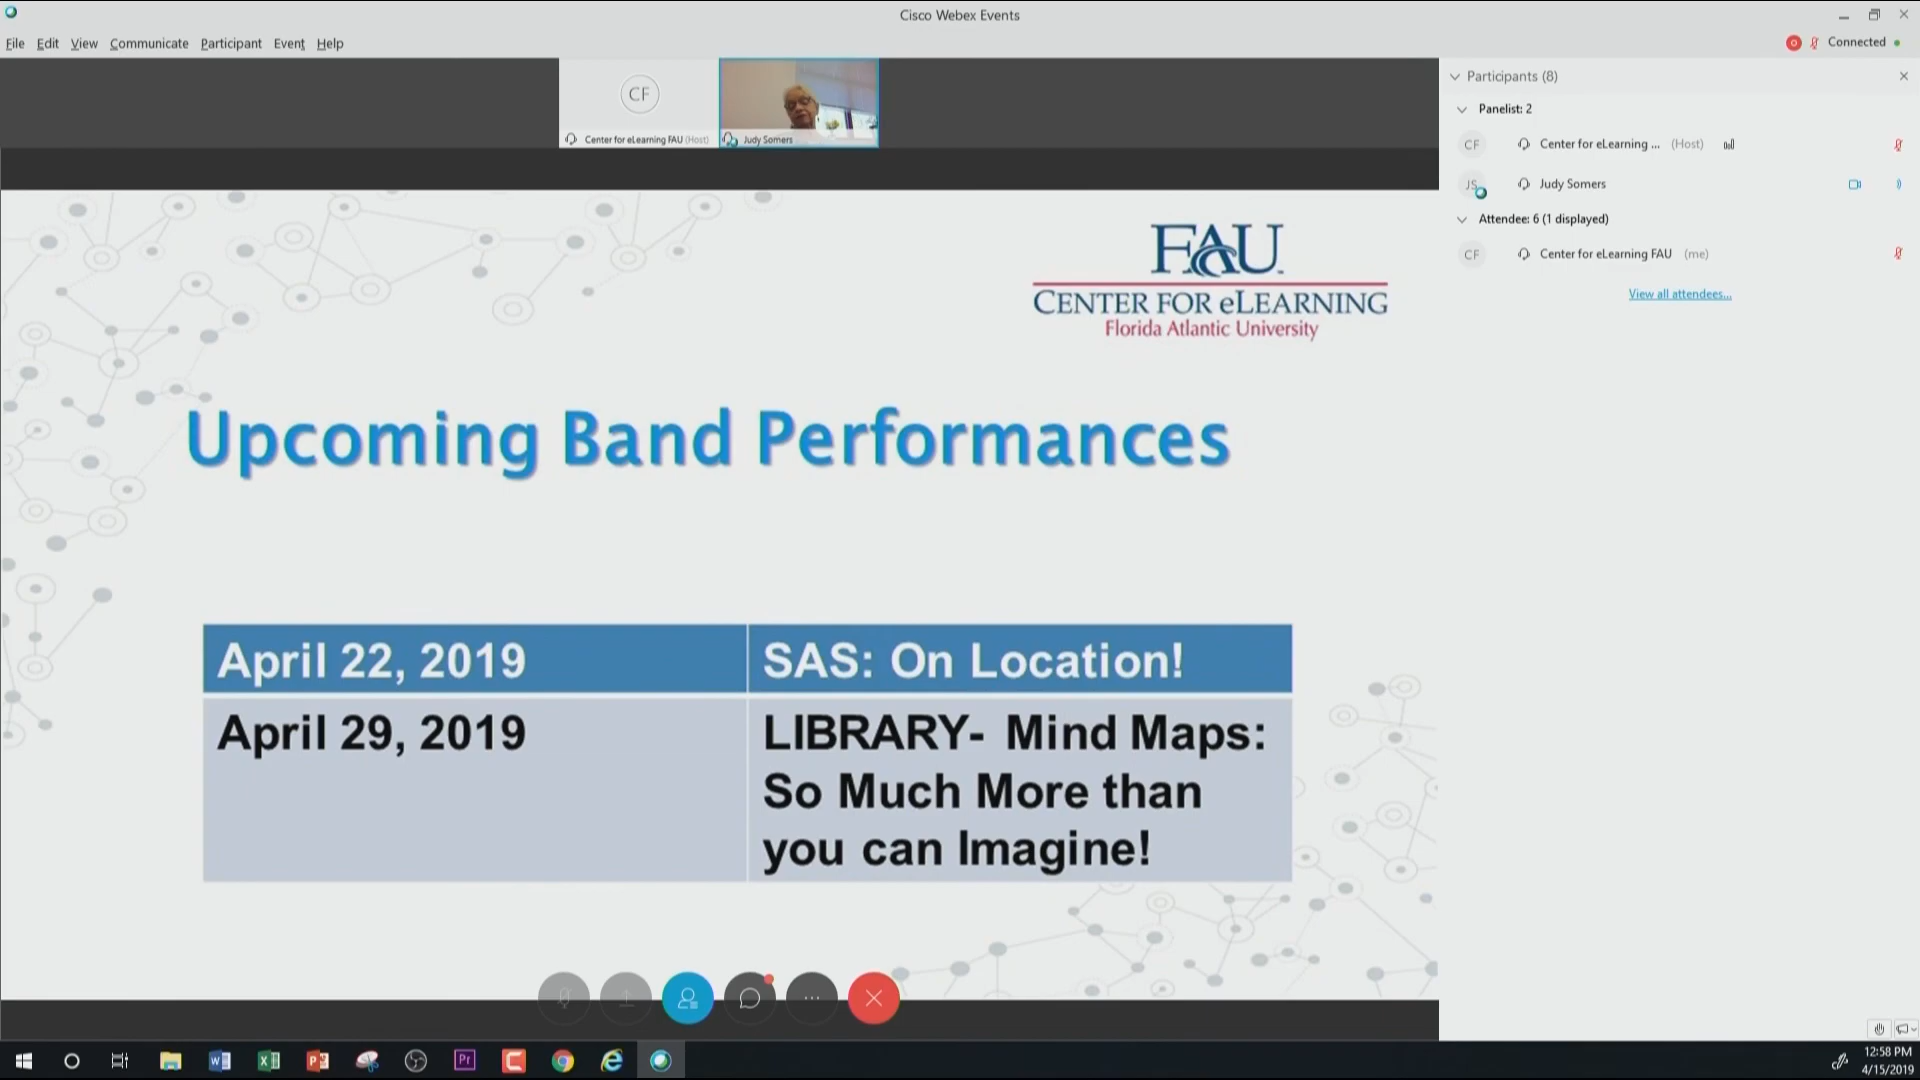 Cisco Webex Events
File Edit View Communicate Participant Event Help
Connected
CF
Center for eLearning FAU (Host)
Judy Somers
Participants (8)
Panelist: 2
CF Center for eLearning ... (Host)
JS Judy Somers
Attendee: 6 (1 displayed)
CF Center for eLearning FAU (me)
View all attendees...
FAU
CENTER FOR eLEARNING
Florida Atlantic University
Upcoming Band Performances
April 22, 2019 SAS: On Location!
April 29, 2019 LIBRARY- Mind Maps:
So Much More than
you can Imagine!
Pr
12:58 PM
4/15/2019